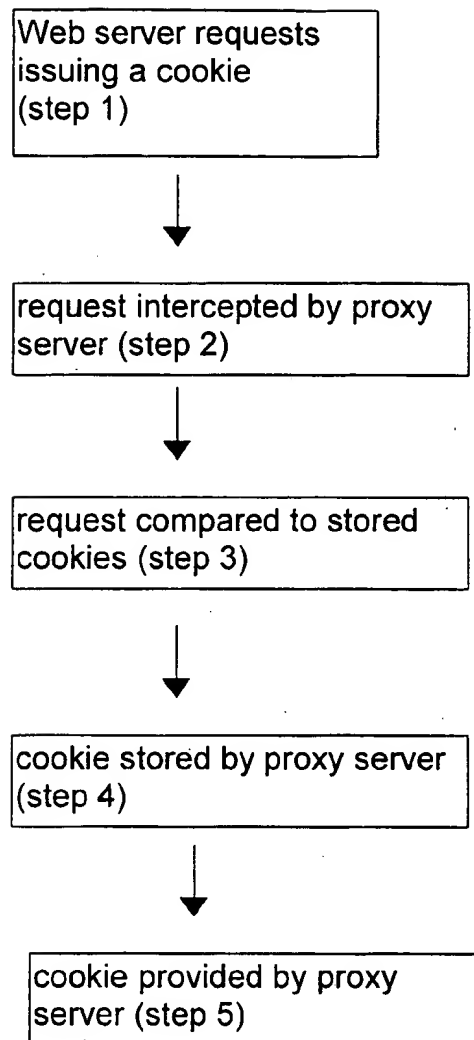 Web server requests
issuing a cookie
(step 1)
request intercepted by proxy
server (step 2)
request compared to stored
cookies (step 3)
cookie stored by proxy server
(step 4)
cookie provided by proxy
server (step 5)